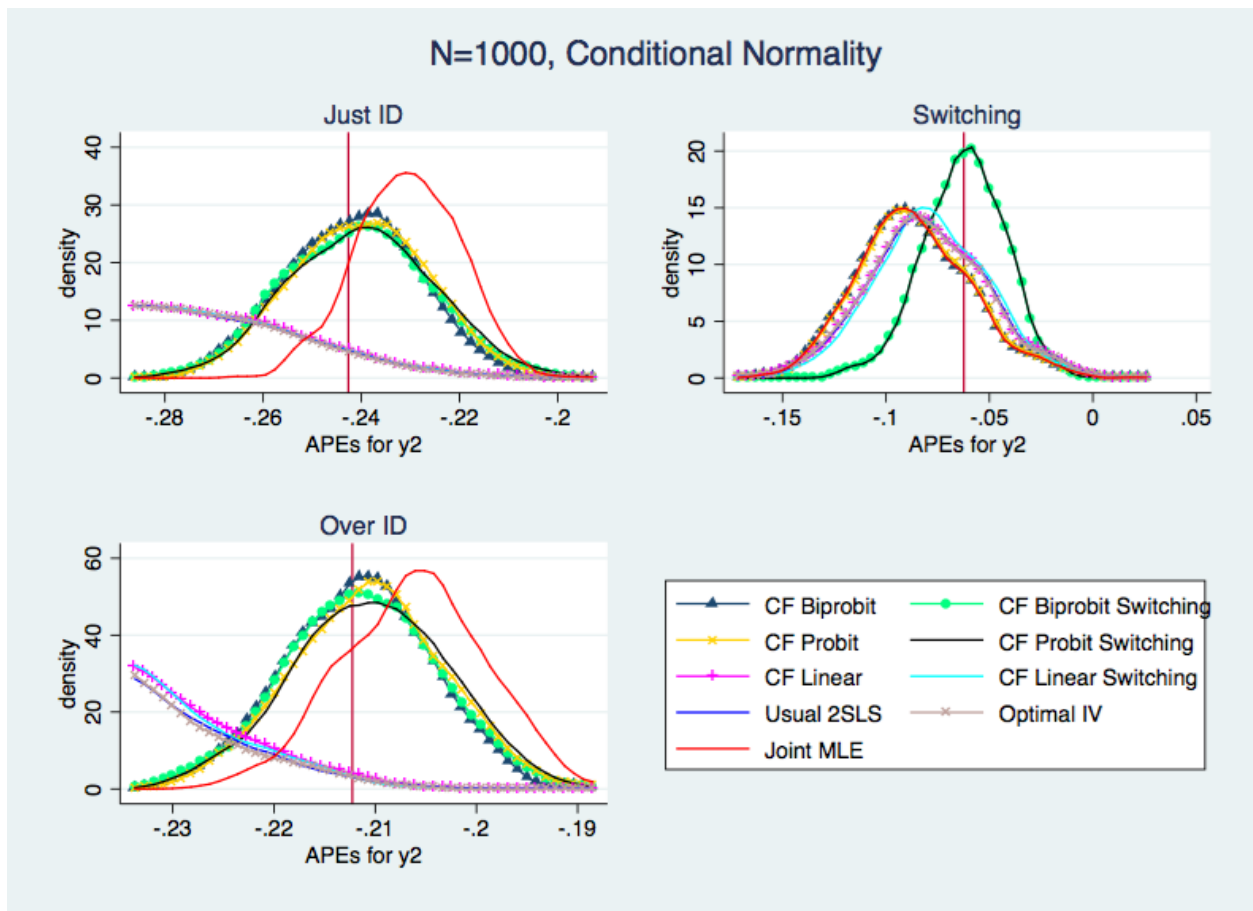 N=1000, Conditional Normality
Just ID
density
0
10
20
30
40
-.28
-.26
-.24
-.22
-.2
APEs for y2
Switching
density
0
5
10
15
20
-.15
-.1
-.05
0
.05
APEs for y2
Over ID
density
0
20
40
60
-.23
-.22
-.21
-.2
-.19
APEs for y2
CF Biprobit
CF Biprobit Switching
CF Probit
CF Probit Switching
CF Linear
CF Linear Switching
Usual 2SLS
Optimal IV
Joint MLE